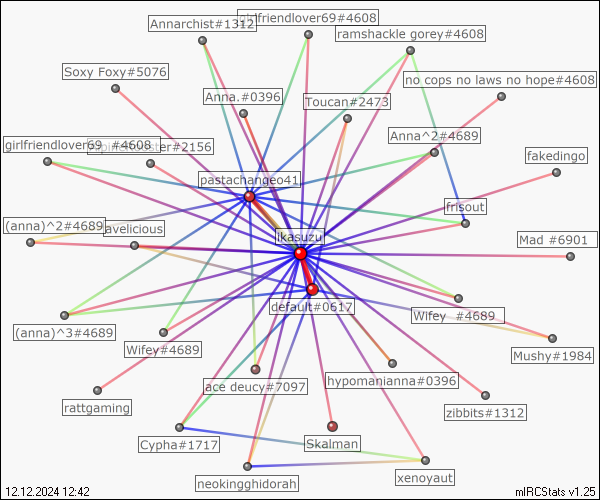 Annarchist#1312
girlfriendlover69#4608
ramshackle gorey#4608
Soxy Foxy#5076
no cops no laws no hope#4608
Anna.#0396
Toucan#2473
Anna^2#4689
girlfriendlover69 #4608
#2156
fakedingo
pastachangeo41
frisout
(anna)^2#4689
avelicious
ikasuzu
Mad #6901
default#0617
(anna)^3#4689
Wifey #4689
Wifey#4689
Mushy#1984
ace deucy#7097
hypomanianna#0396
rattgaming
zibbits#1312
Cypha#1717
Skalman
neokingghidorah
xenoyaut
12.12.2024 12:42
mIRCStats v1.25